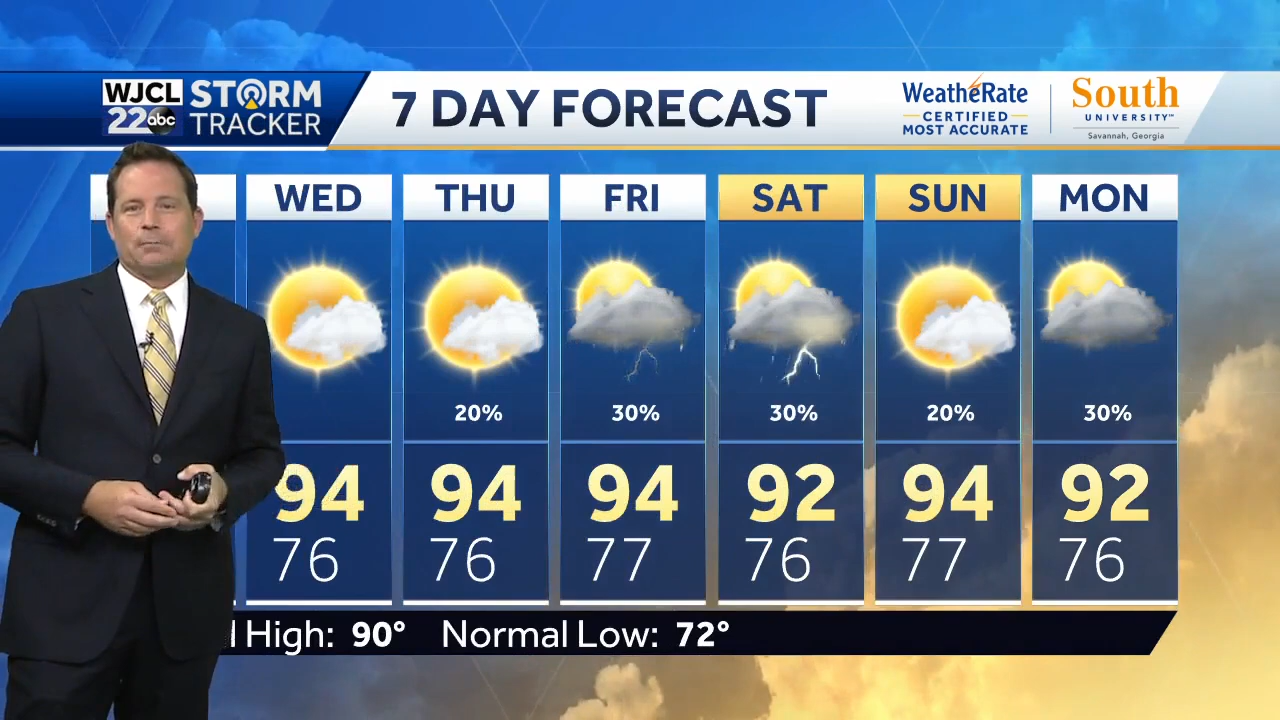 WJCL
22 abc
STORM
TRACKER
7 DAY FORECAST
WeatheRate
CERTIFIED
MOST ACCURATE
South
UNIVERSITY™
Savannah, Georgia
WED THU FRI SAT SUN MON
20% 30% 30% 20% 30%
94 94 94 92 94 92
76 76 77 76 77 76
High: 90° Normal Low: 72°